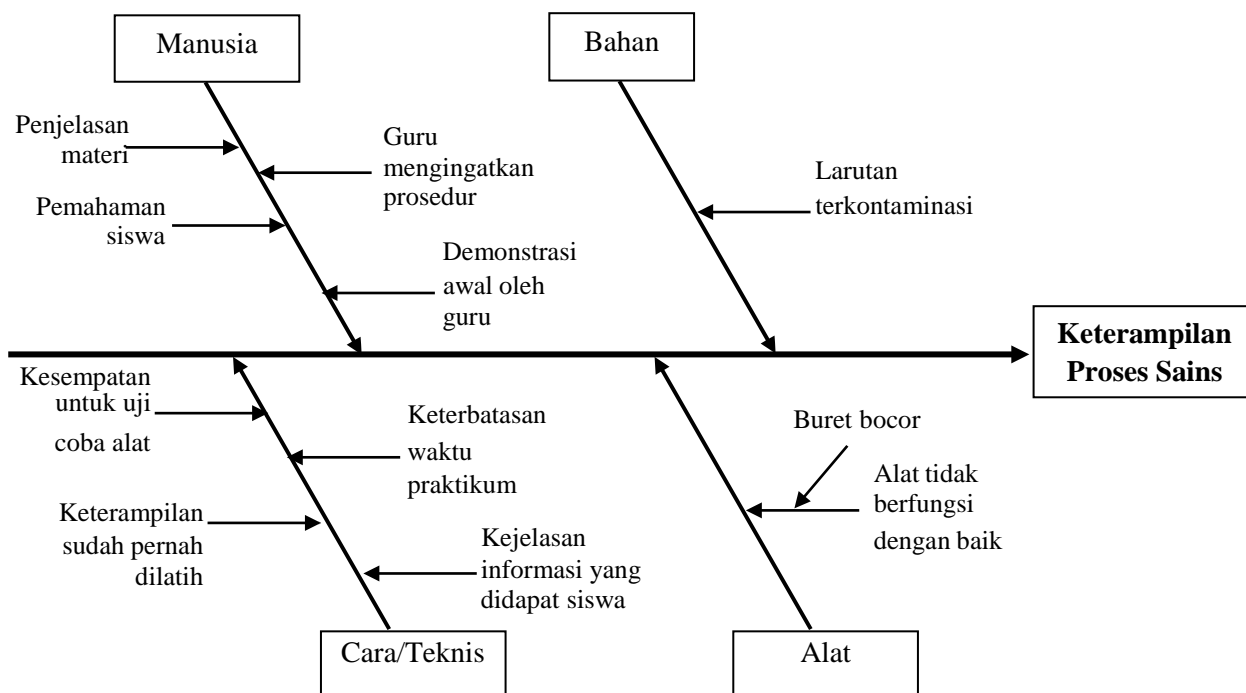 Manusia
Bahan
Penjelasan
materi
Guru
mengingatkan
prosedur
Pemahaman
siswa
Demonstrasi
awal oleh
guru
Larutan
terkontaminasi
Keterampilan
Proses Sains
Kesempatan
untuk uji
coba alat
Keterbatasan
waktu
praktikum
Keterampilan
sudah pernah
dilatih
Kejelasan
informasi yang
didapat siswa
Buret bocor
Alat tidak
berfungsi
dengan baik
Cara/Teknis
Alat